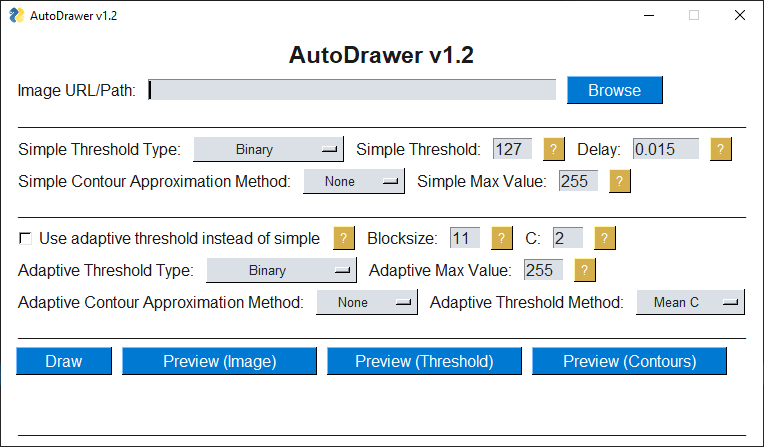 AutoDrawer v1.2
AutoDrawer v1.2
Image URL/Path: Browse
Simple Threshold Type: Binary Simple Threshold: 127 ? Delay: 0.015 ?
Simple Contour Approximation Method: None Simple Max Value: 255 ?
Use adaptive threshold instead of simple ? Blocksize: 11 ? C: 2 ?
Adaptive Threshold Type: Binary Adaptive Max Value: 255 ?
Adaptive Contour Approximation Method: None Adaptive Threshold Method: Mean C
Draw Preview (Image) Preview (Threshold) Preview (Contours)